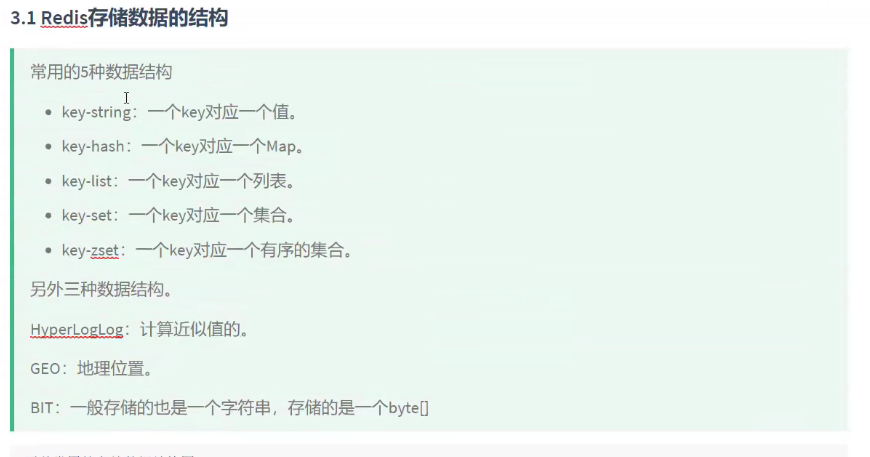 3.1 Redis存储数据的结构
常用的5种数据结构
key-string：一个key对应一个值。
key-hash：一个key对应一个Map。
key-list：一个key对应一个列表。
key-set：一个key对应一个集合。
key-zset：一个key对应一个有序的集合。
另外三种数据结构。
HyperLogLog：计算近似值的。
GEO：地理位置。
BIT：一般存储的也是一个字符串，存储的是一个byte[]